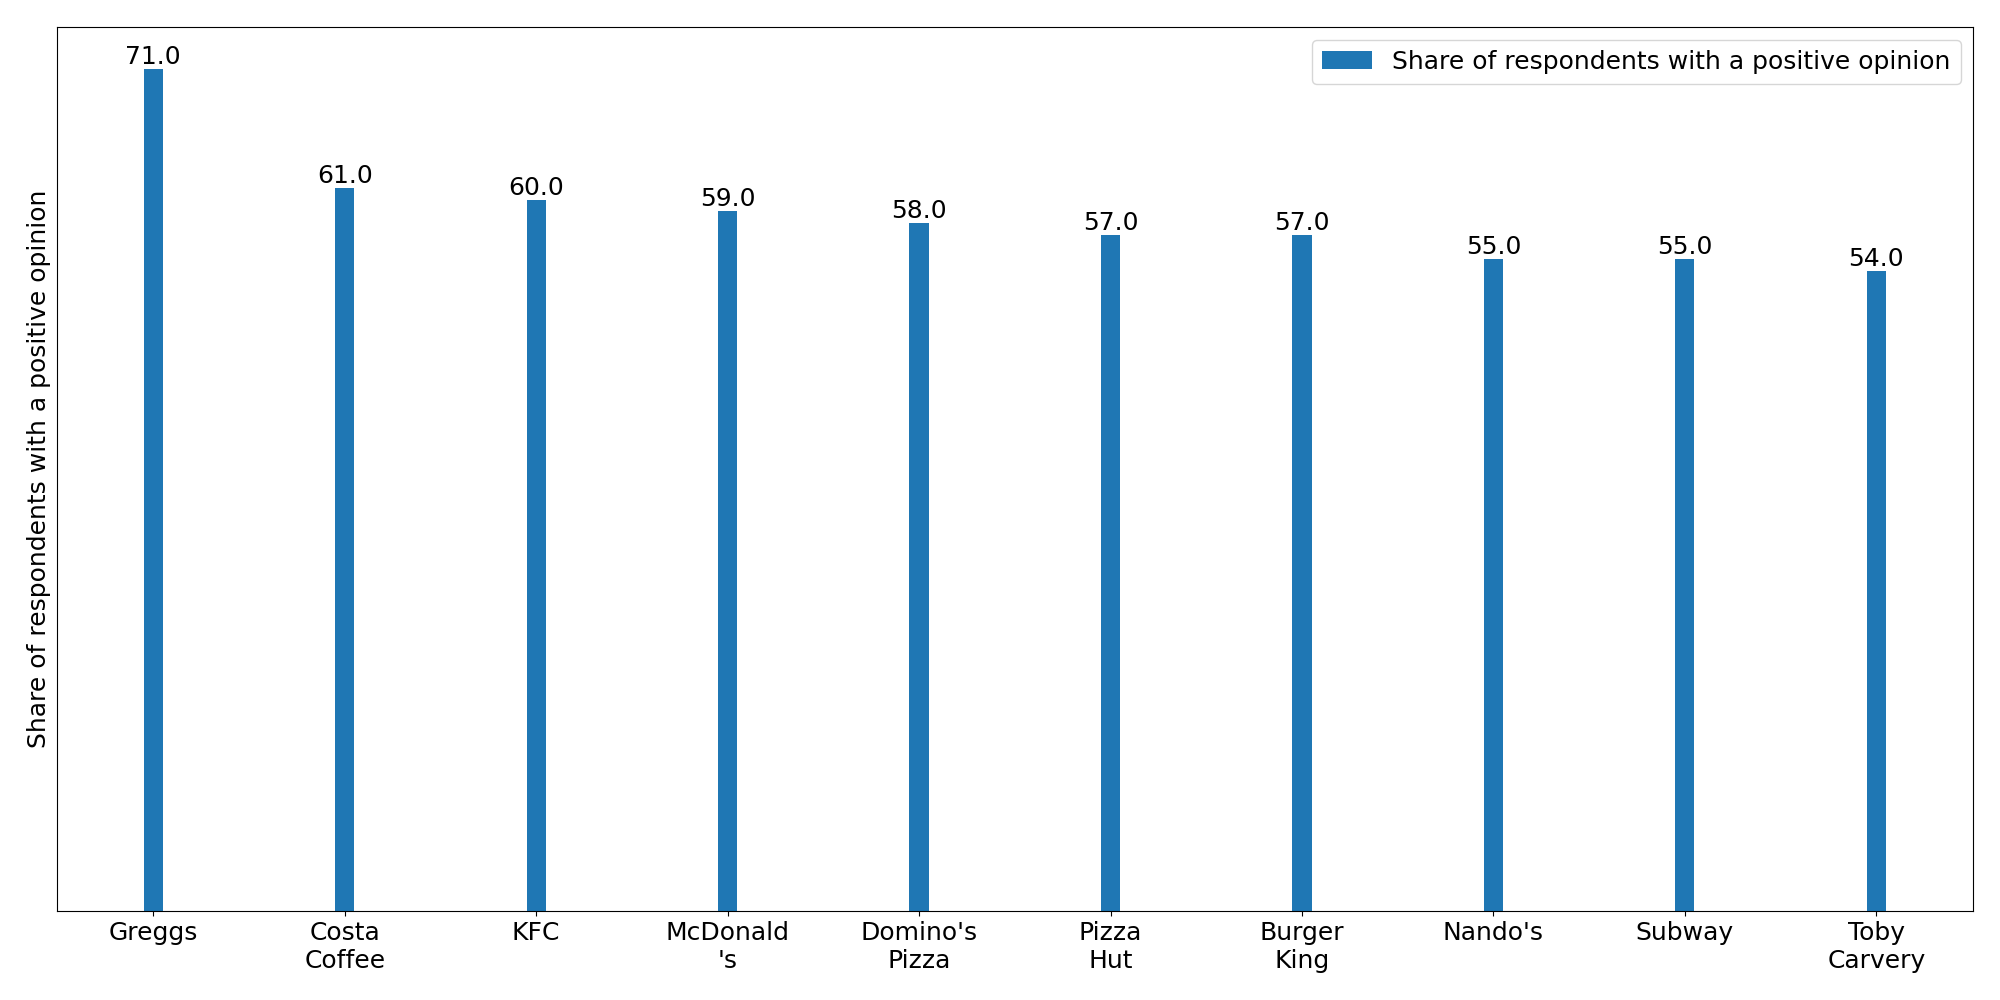 Share of respondents with a positive opinion
Share of respondents with a positive opinion
71.0
61.0
60.0
59.0
58.0
57.0
57.0
55.0
55.0
54.0
Greggs
Costa
Coffee
KFC
McDonald
's
Domino's
Pizza
Pizza
Hut
Burger
King
Nando's
Subway
Toby
Carvery